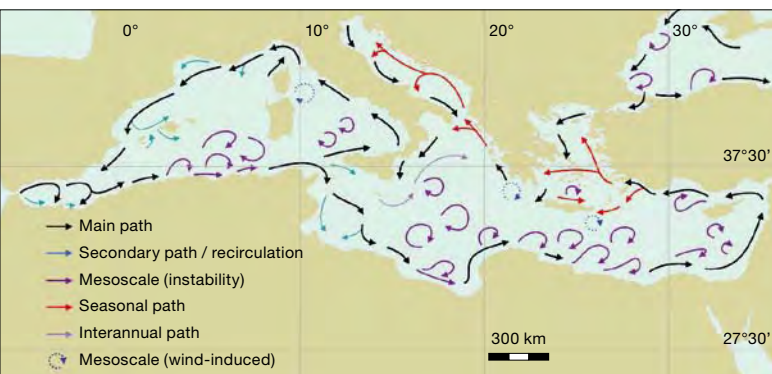 0° 10° 20° 30°
37°30'
Main path
Secondary path / recirculation
Mesoscale (instability)
Seasonal path
Interannual path
Mesoscale (wind-induced)
300 km
27°30'